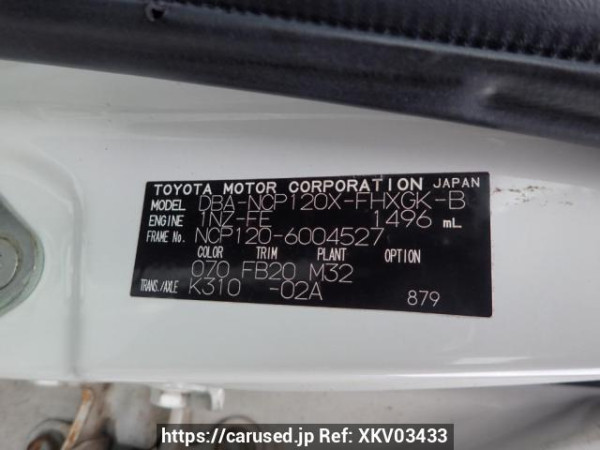 TOYOTA MOTOR CORPORATION JAPAN
MODEL DBA-NCP120X-FHXGK-B
ENGINE 1NZ-FE 1496 mL
FRAME No. NCP120-6004527
COLOR TRIM PLANT OPTION
070 FB20 M32
TRANS./AXLE K310 -02A
879
https://carused.jp Ref: XKV03433